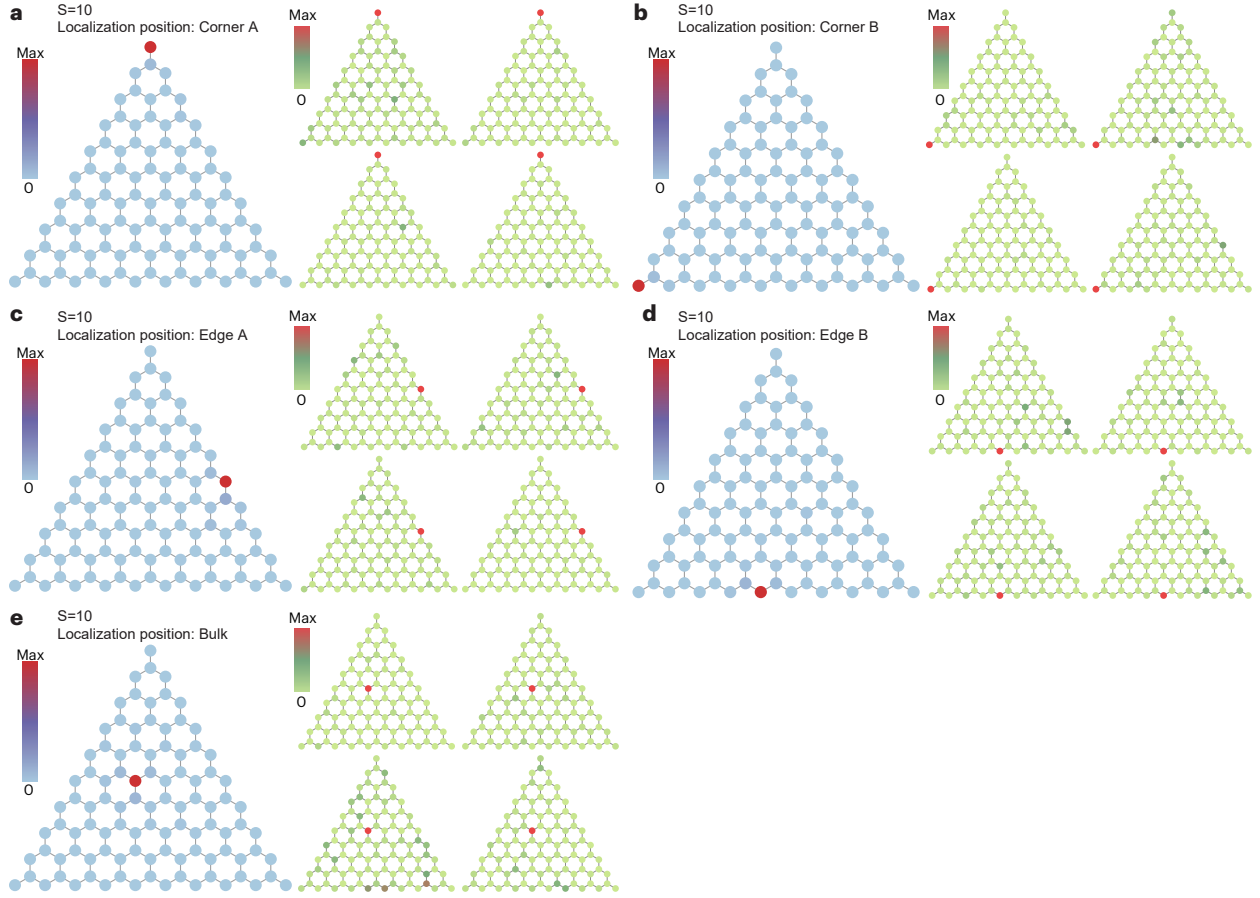 a
S=10
Localization position: Corner A
Max
0
Max
0
b
S=10
Localization position: Corner B
Max
0
Max
0
c
S=10
Localization position: Edge A
Max
0
Max
0
d
S=10
Localization position: Edge B
Max
0
Max
0
e
S=10
Localization position: Bulk
Max
0
Max
0